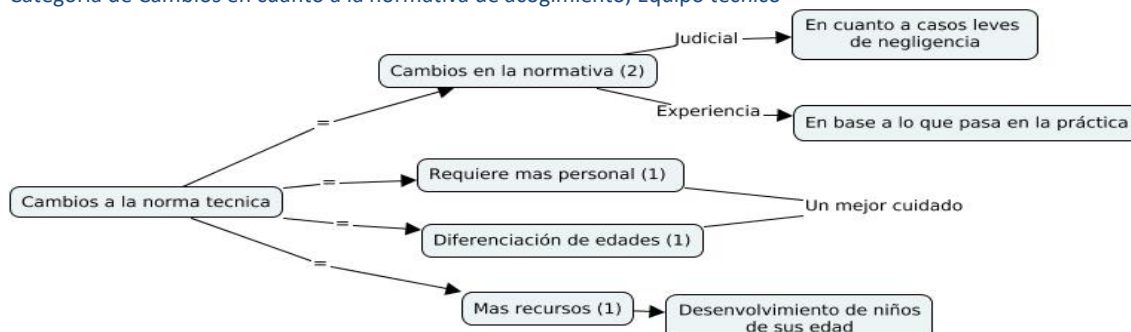 Categoría de Cambios en cuanto a la normativa de acogimiento, Equipo técnico
Judicial
En cuanto a casos leves
de negligencia
Cambios en la normativa (2)
Experiencia
En base a lo que pasa en la práctica
=
Requiere mas personal (1)
=
Cambios a la norma tecnica
Un mejor cuidado
=
Diferenciación de edades (1)
=
Mas recursos (1)
Desenvolvimiento de niños
de sus edad